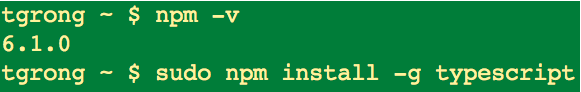 tgrong ~ $ npm -v
6.1.0
tgrong ~ $ sudo npm install -g typescript